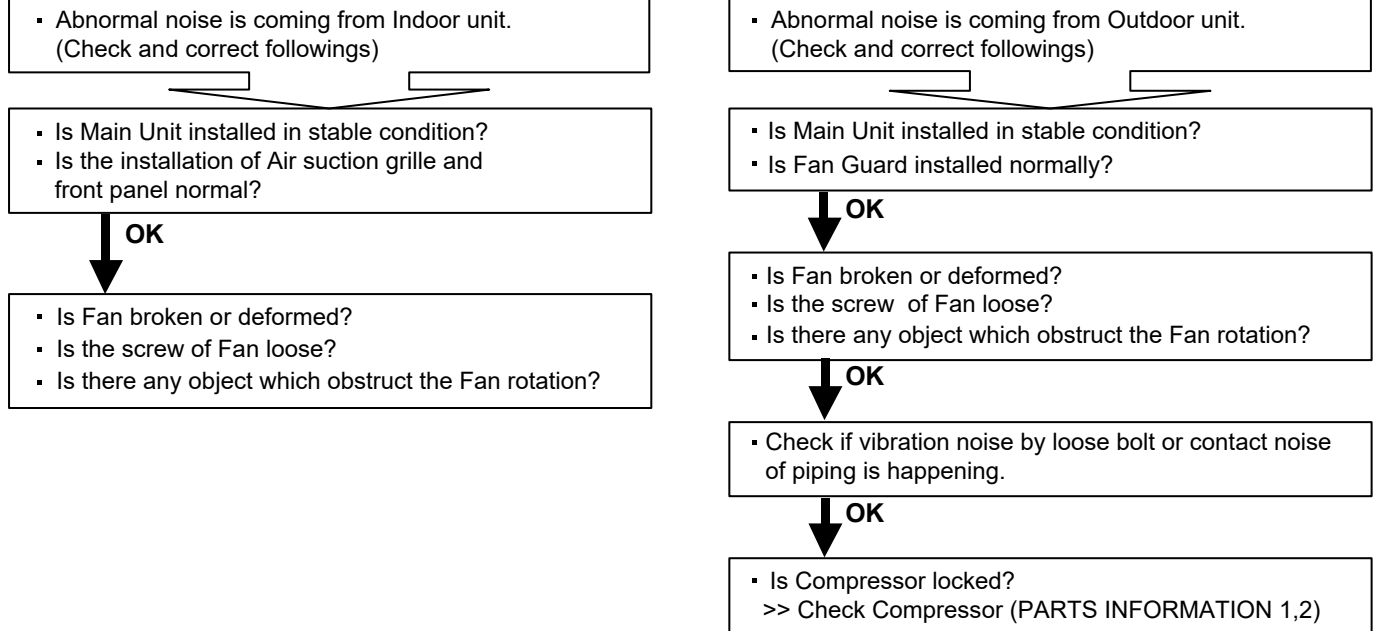 ▪ Abnormal noise is coming from Indoor unit.
(Check and correct followings)
▪ Is Main Unit installed in stable condition?
▪ Is the installation of Air suction grille and
front panel normal?
OK
▪ Is Fan broken or deformed?
▪ Is the screw of Fan loose?
▪ Is there any object which obstruct the Fan rotation?
▪ Abnormal noise is coming from Outdoor unit.
(Check and correct followings)
▪ Is Main Unit installed in stable condition?
▪ Is Fan Guard installed normally?
OK
▪ Is Fan broken or deformed?
▪ Is the screw of Fan loose?
▪ Is there any object which obstruct the Fan rotation?
OK
▪ Check if vibration noise by loose bolt or contact noise
of piping is happening.
OK
▪ Is Compressor locked?
>> Check Compressor (PARTS INFORMATION 1,2)